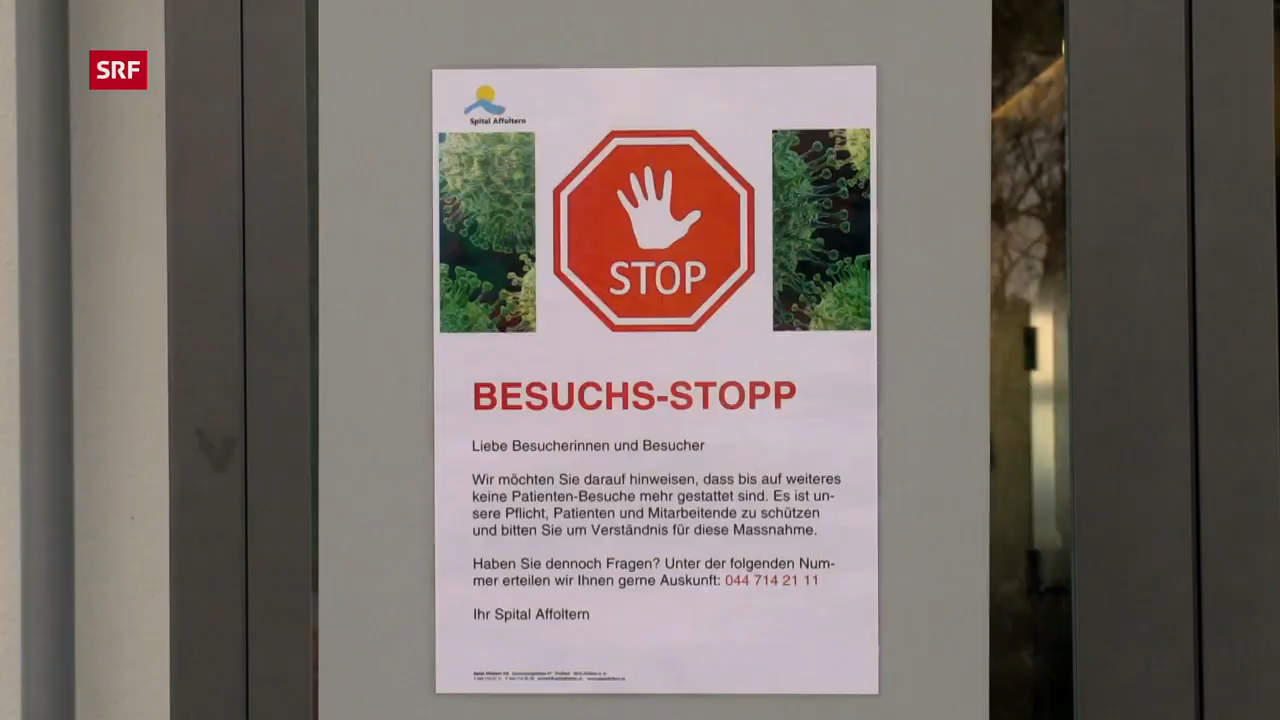 SRF
Spital Affoltern
STOP
BESUCHS-STOPP
Liebe Besucherinnen und Besucher
Wir möchten Sie darauf hinweisen, dass bis auf weiteres
keine Patienten-Besuche mehr gestattet sind. Es ist un-
sere Pflicht, Patienten und Mitarbeitende zu schützen
und bitten Sie um Verständnis für diese Massnahme.
Haben Sie dennoch Fragen? Unter der folgenden Num-
mer erteilen wir Ihnen gerne Auskunft: 044 714 21 11
Ihr Spital Affoltern